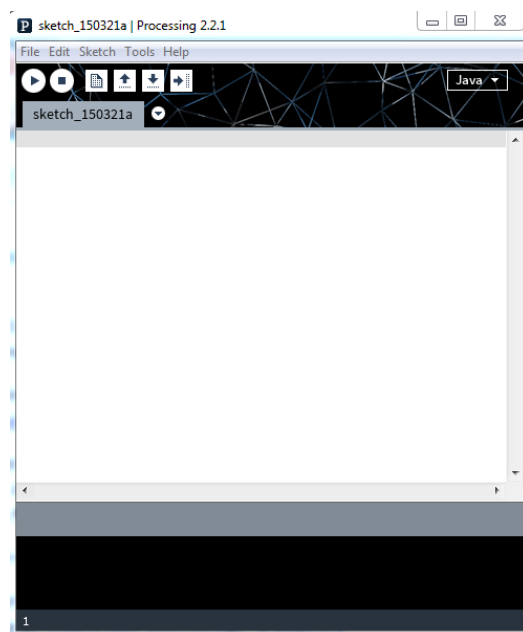 P sketch_150321a | Processing 2.2.1
File Edit Sketch Tools Help
Java
sketch_150321a
1